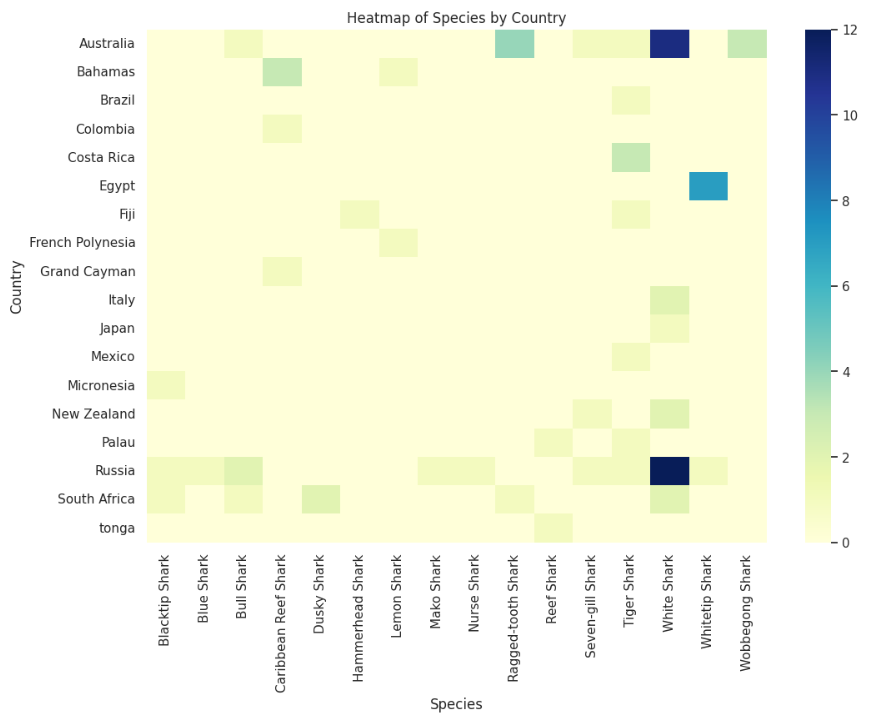 Heatmap of Species by Country
Country
Australia
Bahamas
Brazil
Colombia
Costa Rica
Egypt
Fiji
French Polynesia
Grand Cayman
Italy
Japan
Mexico
Micronesia
New Zealand
Palau
Russia
South Africa
tonga
Blacktip Shark
Blue Shark
Bull Shark
Caribbean Reef Shark
Dusky Shark
Hammerhead Shark
Lemon Shark
Mako Shark
Nurse Shark
Ragged-tooth Shark
Reef Shark
Seven-gill Shark
Tiger Shark
White Shark
Whitetip Shark
Wobbegong Shark
Species
12
10
8
6
4
2
0